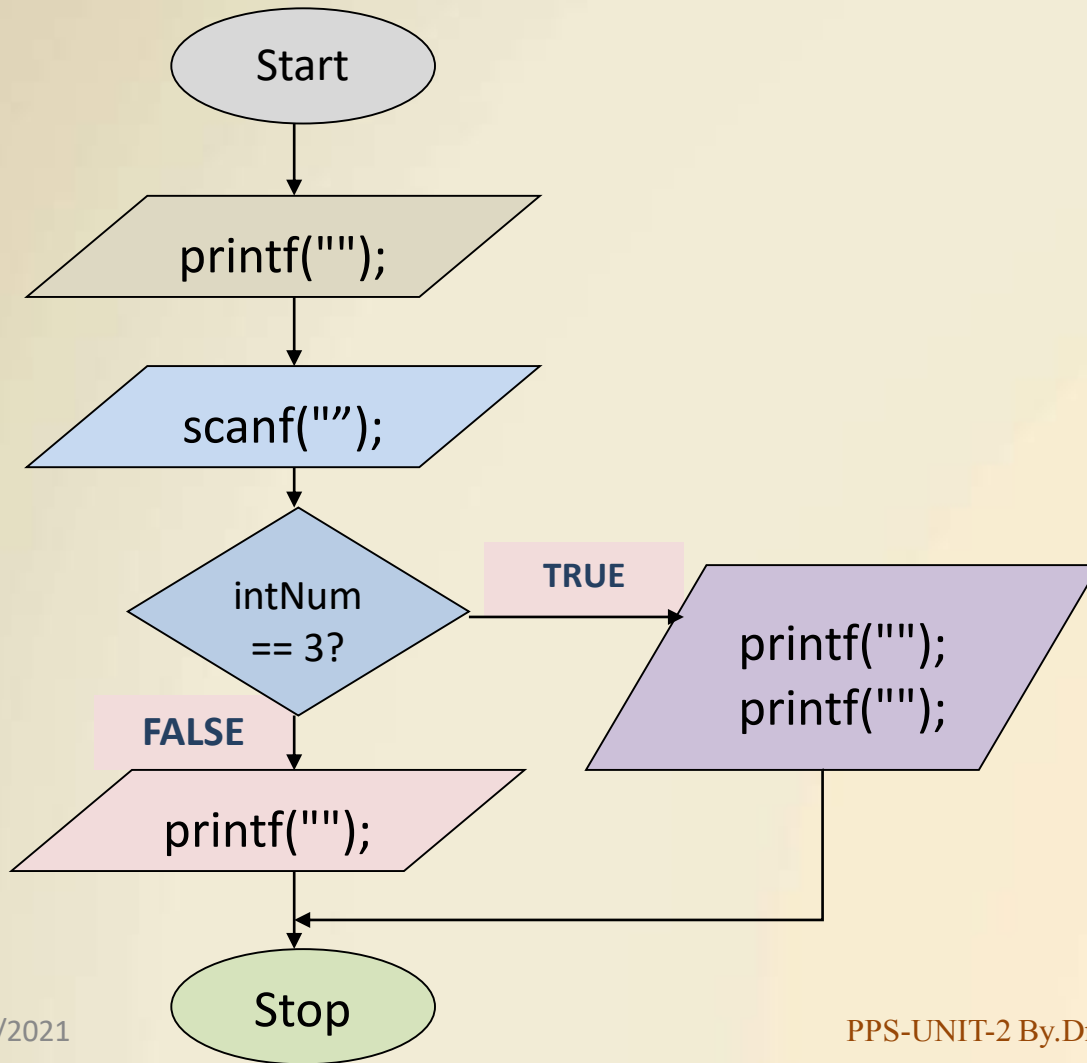 Start
printf("");
scanf("”);
intNum
== 3?
TRUE
printf("");
printf("");
FALSE
printf("");
Stop
/2021
PPS-UNIT-2 By.D